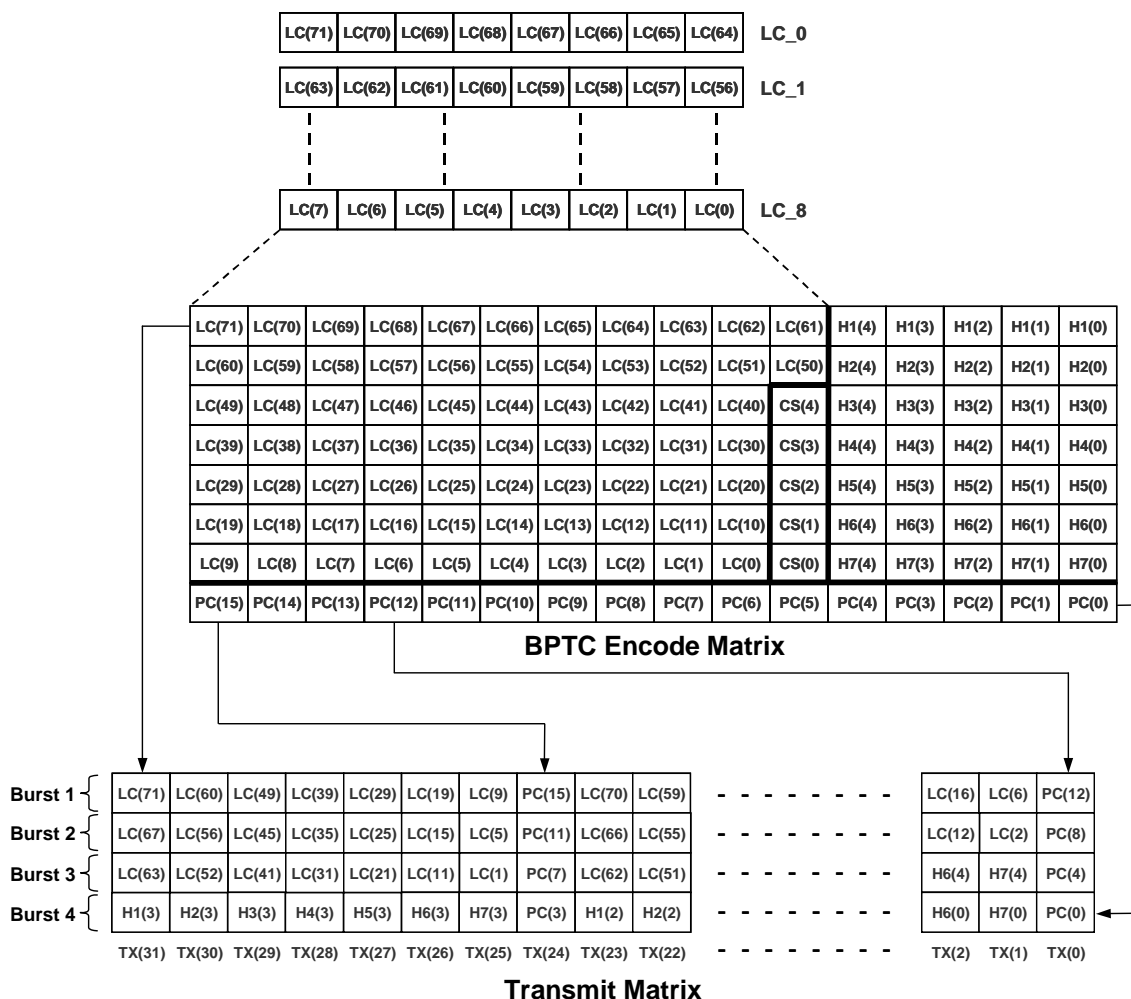 LC(71) LC(70) LC(69) LC(68) LC(67) LC(66) LC(65) LC(64) LC_0
LC(63) LC(62) LC(61) LC(60) LC(59) LC(58) LC(57) LC(56) LC_1
LC(7) LC(6) LC(5) LC(4) LC(3) LC(2) LC(1) LC(0) LC_8
LC(71) LC(70) LC(69) LC(68) LC(67) LC(66) LC(65) LC(64) LC(63) LC(62) LC(61) H1(4) H1(3) H1(2) H1(1) H1(0)
LC(60) LC(59) LC(58) LC(57) LC(56) LC(55) LC(54) LC(53) LC(52) LC(51) LC(50) H2(4) H2(3) H2(2) H2(1) H2(0)
LC(49) LC(48) LC(47) LC(46) LC(45) LC(44) LC(43) LC(42) LC(41) LC(40) CS(4) H3(4) H3(3) H3(2) H3(1) H3(0)
LC(39) LC(38) LC(37) LC(36) LC(35) LC(34) LC(33) LC(32) LC(31) LC(30) CS(3) H4(4) H4(3) H4(2) H4(1) H4(0)
LC(29) LC(28) LC(27) LC(26) LC(25) LC(24) LC(23) LC(22) LC(21) LC(20) CS(2) H5(4) H5(3) H5(2) H5(1) H5(0)
LC(19) LC(18) LC(17) LC(16) LC(15) LC(14) LC(13) LC(12) LC(11) LC(10) CS(1) H6(4) H6(3) H6(2) H6(1) H6(0)
LC(9) LC(8) LC(7) LC(6) LC(5) LC(4) LC(3) LC(2) LC(1) LC(0) CS(0) H7(4) H7(3) H7(2) H7(1) H7(0)
PC(15) PC(14) PC(13) PC(12) PC(11) PC(10) PC(9) PC(8) PC(7) PC(6) PC(5) PC(4) PC(3) PC(2) PC(1) PC(0)
BPTC Encode Matrix
Burst 1 LC(71) LC(60) LC(49) LC(39) LC(29) LC(19) LC(9) PC(15) LC(70) LC(59) LC(16) LC(6) PC(12)
Burst 2 LC(67) LC(56) LC(45) LC(35) LC(25) LC(15) LC(5) PC(11) LC(66) LC(55) LC(12) LC(2) PC(8)
Burst 3 LC(63) LC(52) LC(41) LC(31) LC(21) LC(11) LC(1) PC(7) LC(62) LC(51) H6(4) H7(4) PC(4)
Burst 4 H1(3) H2(3) H3(3) H4(3) H5(3) H6(3) H7(3) PC(3) H1(2) H2(2) H6(0) H7(0) PC(0)
TX(31) TX(30) TX(29) TX(28) TX(27) TX(26) TX(25) TX(24) TX(23) TX(22) TX(2) TX(1) TX(0)
Transmit Matrix